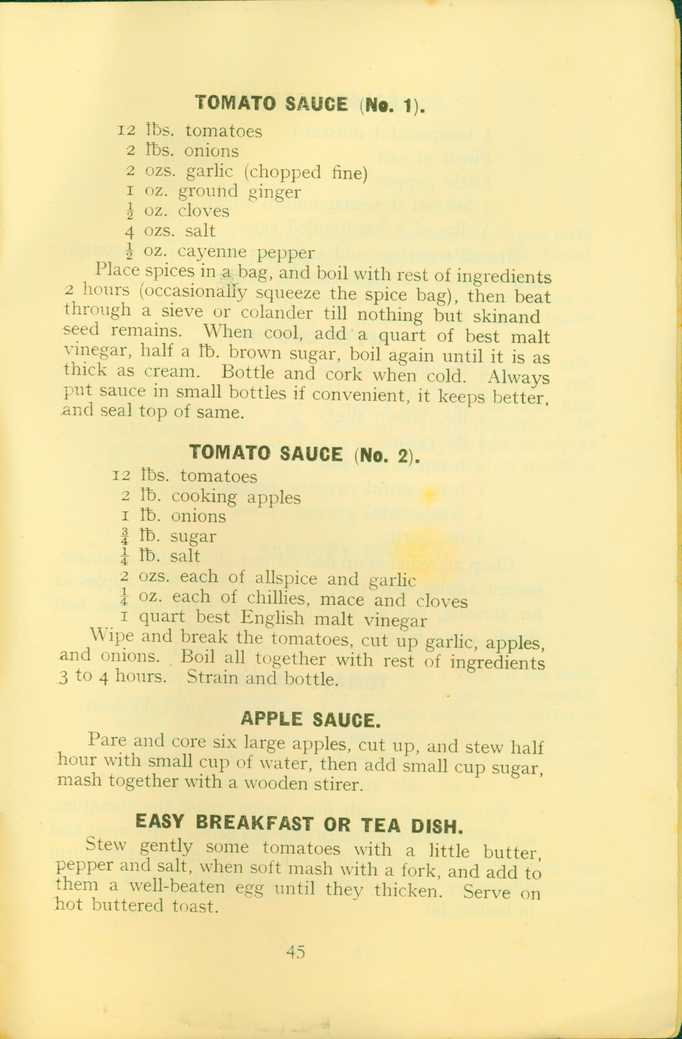 TOMATO SAUCE (No. 1).
12 lbs. tomatoes
2 lbs. onions
2 ozs. garlic (chopped fine)
1 oz. ground ginger
½ oz. cloves
4 ozs. salt
½ oz. cayenne pepper
Place spices in a bag, and boil with rest of ingredients
2 hours (occasionally squeeze the spice bag), then beat
through a sieve or colander till nothing but skinand
seed remains. When cool, add a quart of best malt
vinegar, half a lb. brown sugar, boil again until it is as
thick as cream. Bottle and cork when cold. Always
put sauce in small bottles if convenient, it keeps better,
and seal top of same.
TOMATO SAUCE (No. 2).
12 lbs. tomatoes
2 lb. cooking apples
1 lb. onions
¾ lb. sugar
¼ lb. salt
2 ozs. each of allspice and garlic
¼ oz. each of chillies, mace and cloves
1 quart best English malt vinegar
Wipe and break the tomatoes, cut up garlic, apples,
and onions. Boil all together with rest of ingredients
3 to 4 hours. Strain and bottle.
APPLE SAUCE.
Pare and core six large apples, cut up, and stew half
hour with small cup of water, then add small cup sugar,
mash together with a wooden stirer.
EASY BREAKFAST OR TEA DISH.
Stew gently some tomatoes with a little butter,
pepper and salt, when soft mash with a fork, and add to
them a well-beaten egg until they thicken. Serve on
hot buttered toast.
45